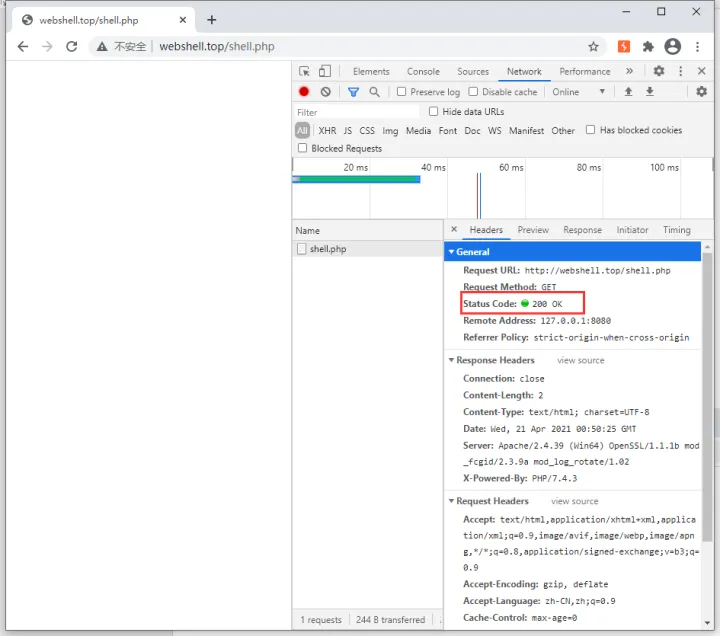 webshell.top/shell.php
不安全 webshell.top/shell.php
Elements Console Sources Network Performance »
Preserve log Disable cache Online
Filter Hide data URLs
All XHR JS CSS Img Media Font Doc WS Manifest Other Has blocked cookies
Blocked Requests
20 ms 40 ms 60 ms 80 ms 100 ms
Name
shell.php
1 requests 244 B transferred
Headers Preview Response Initiator Timing
General
Request URL: http://webshell.top/shell.php
Request Method: GET
Status Code: 200 OK
Remote Address: 127.0.0.1:8080
Referrer Policy: strict-origin-when-cross-origin
Response Headers view source
Connection: close
Content-Length: 2
Content-Type: text/html; charset=UTF-8
Date: Wed, 21 Apr 2021 00:50:25 GMT
Server: Apache/2.4.39 (Win64) OpenSSL/1.1.1b mod
_fcgid/2.3.9a mod_log_rotate/1.02
X-Powered-By: PHP/7.4.3
Request Headers view source
Accept: text/html,application/xhtml+xml,applica
tion/xml;q=0.9,image/avif,image/webp,image/apn
g,*/*;q=0.8,application/signed-exchange;v=b3;q=
0.9
Accept-Encoding: gzip, deflate
Accept-Language: zh-CN,zh;q=0.9
Cache-Control: max-age=0